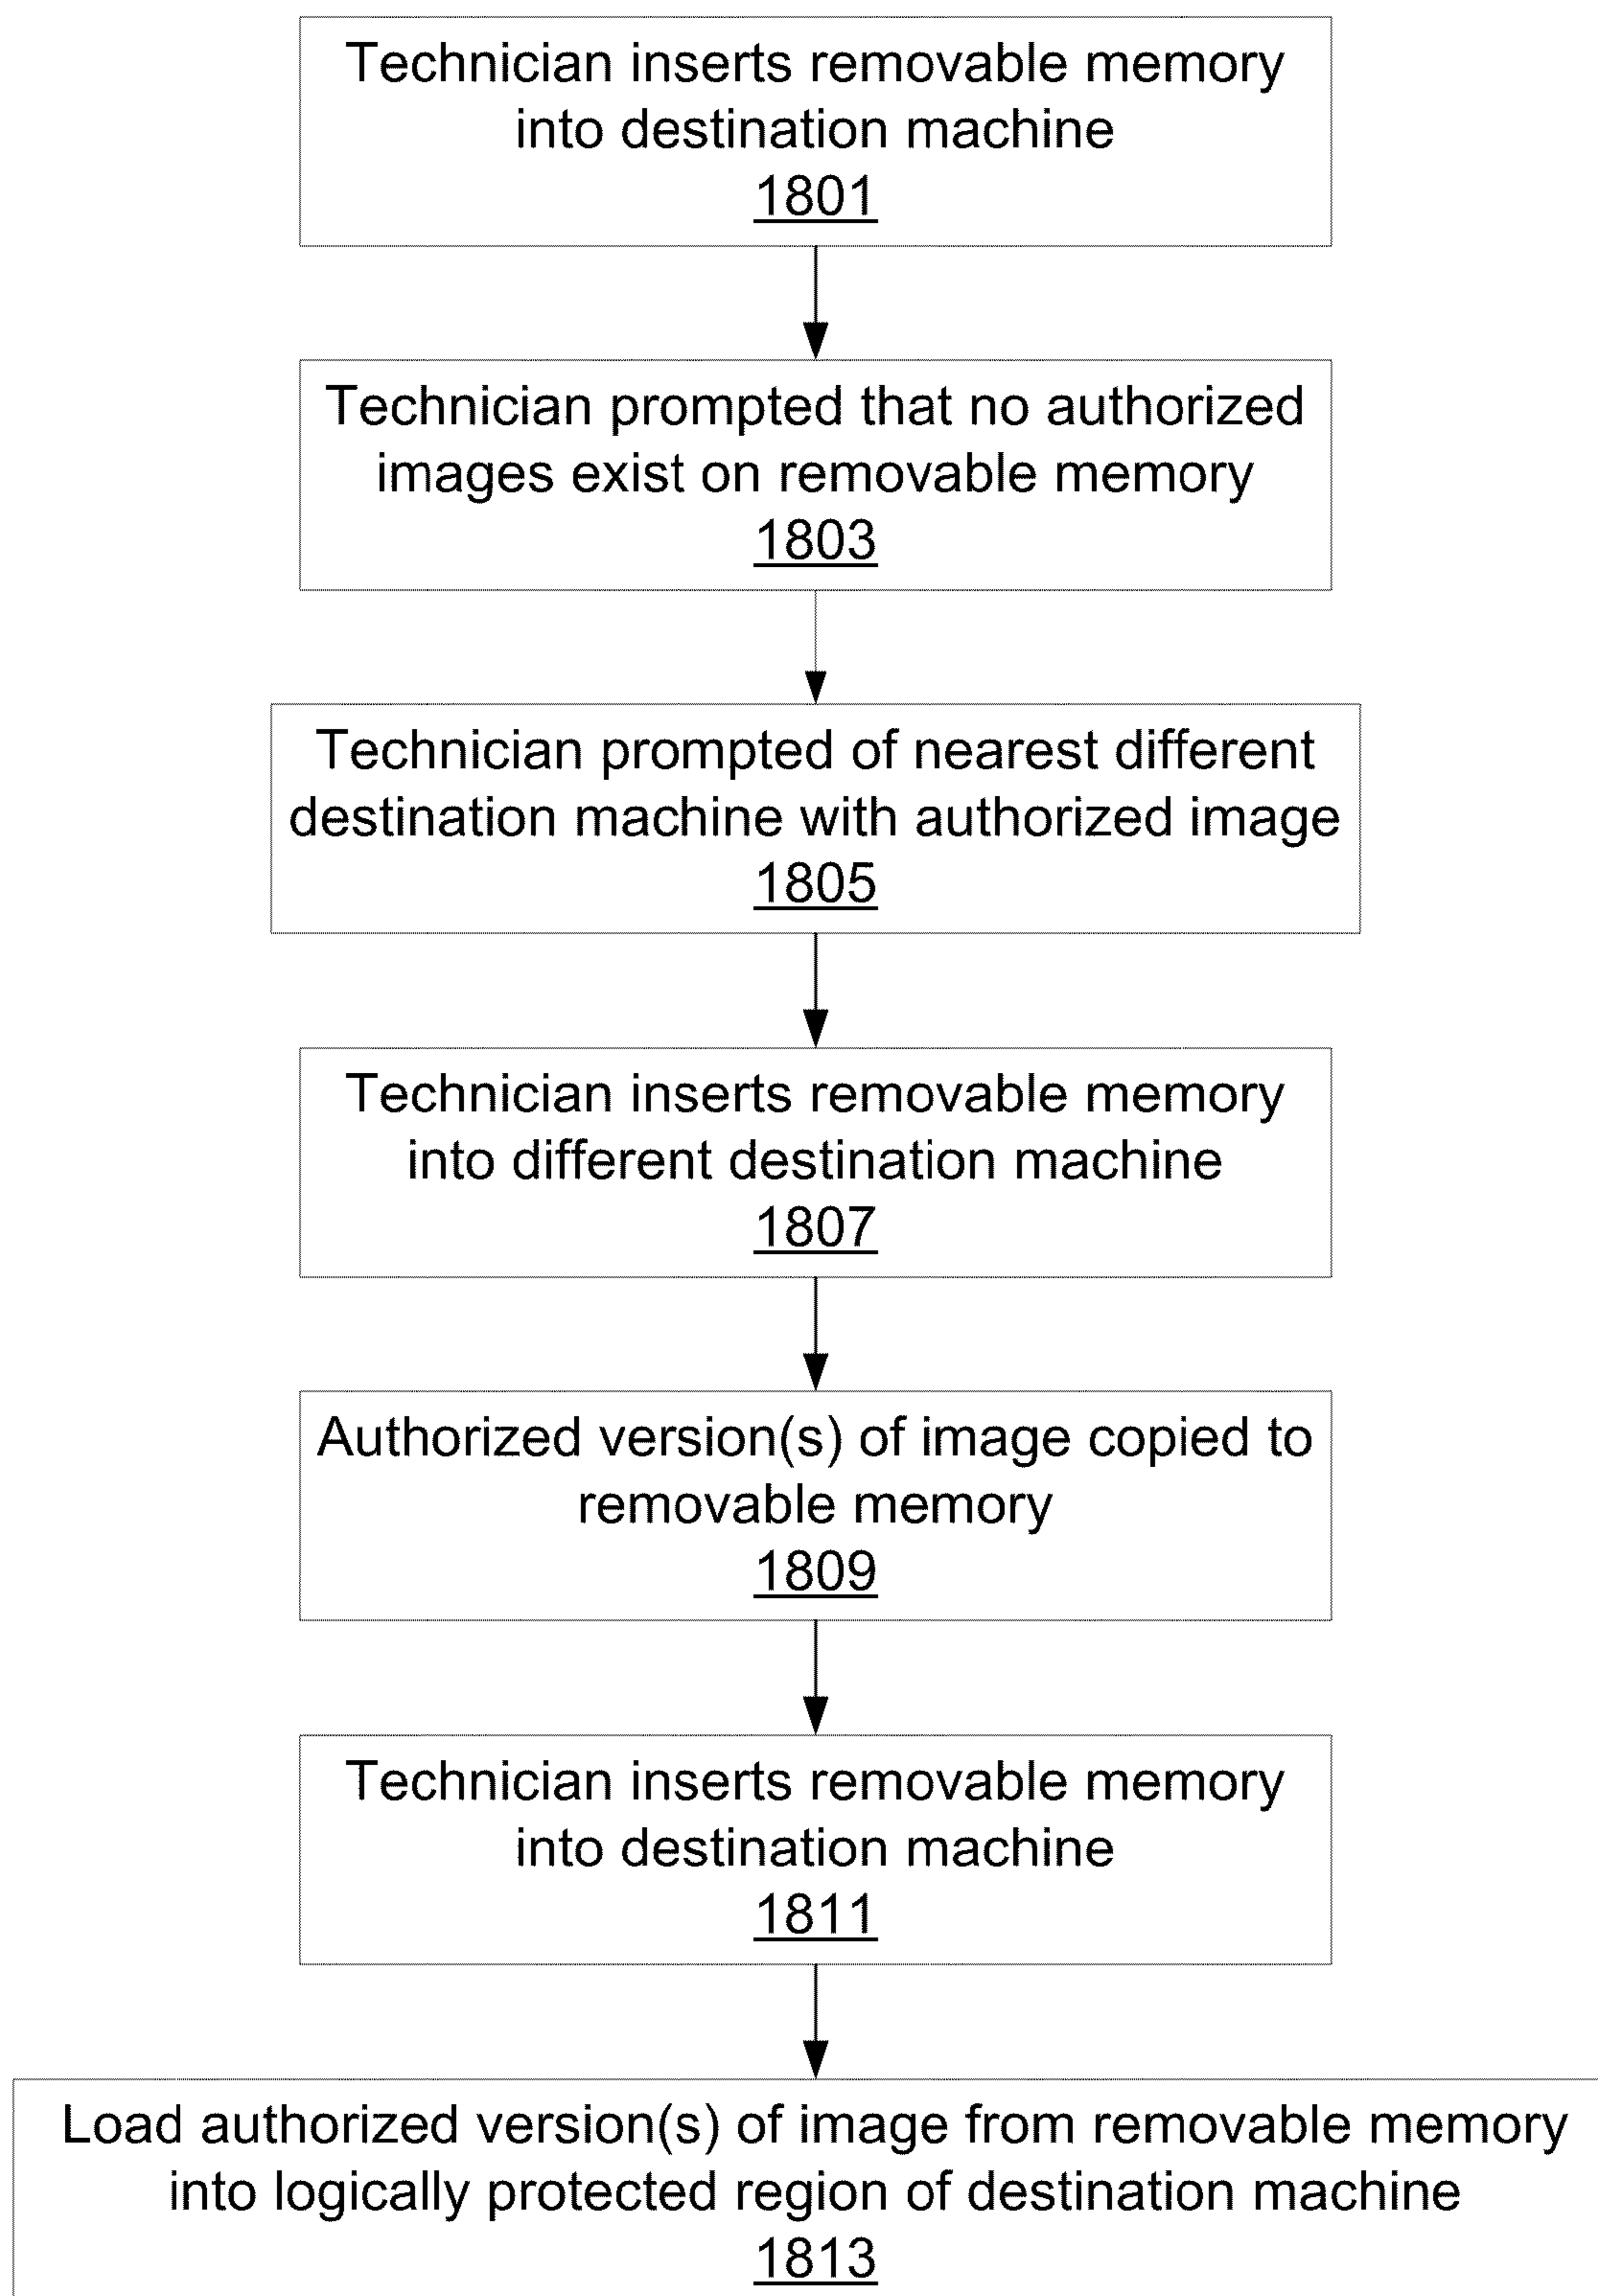 Technician inserts removable memory
into destination machine
1801
Technician prompted that no authorized
images exist on removable memory
1803
Technician prompted of nearest different
destination machine with authorized image
1805
Technician inserts removable memory
into different destination machine
1807
Authorized version(s) of image copied to
removable memory
1809
Technician inserts removable memory
into destination machine
1811
Load authorized version(s) of image from removable memory
into logically protected region of destination machine
1813